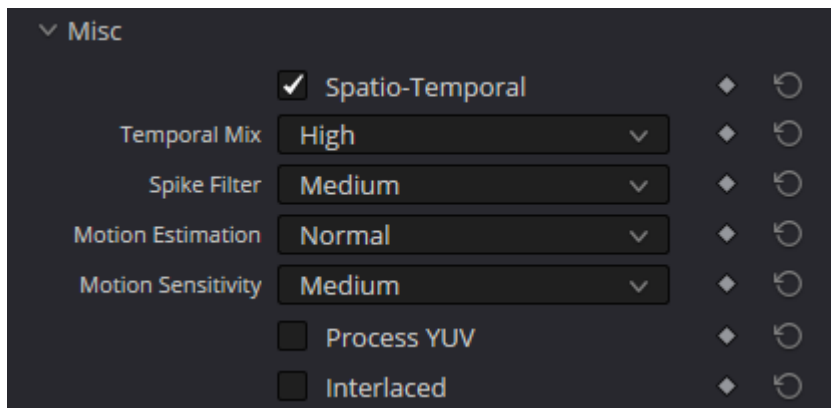 Misc
Spatio-Temporal
Temporal Mix High
Spike Filter Medium
Motion Estimation Normal
Motion Sensitivity Medium
Process YUV
Interlaced